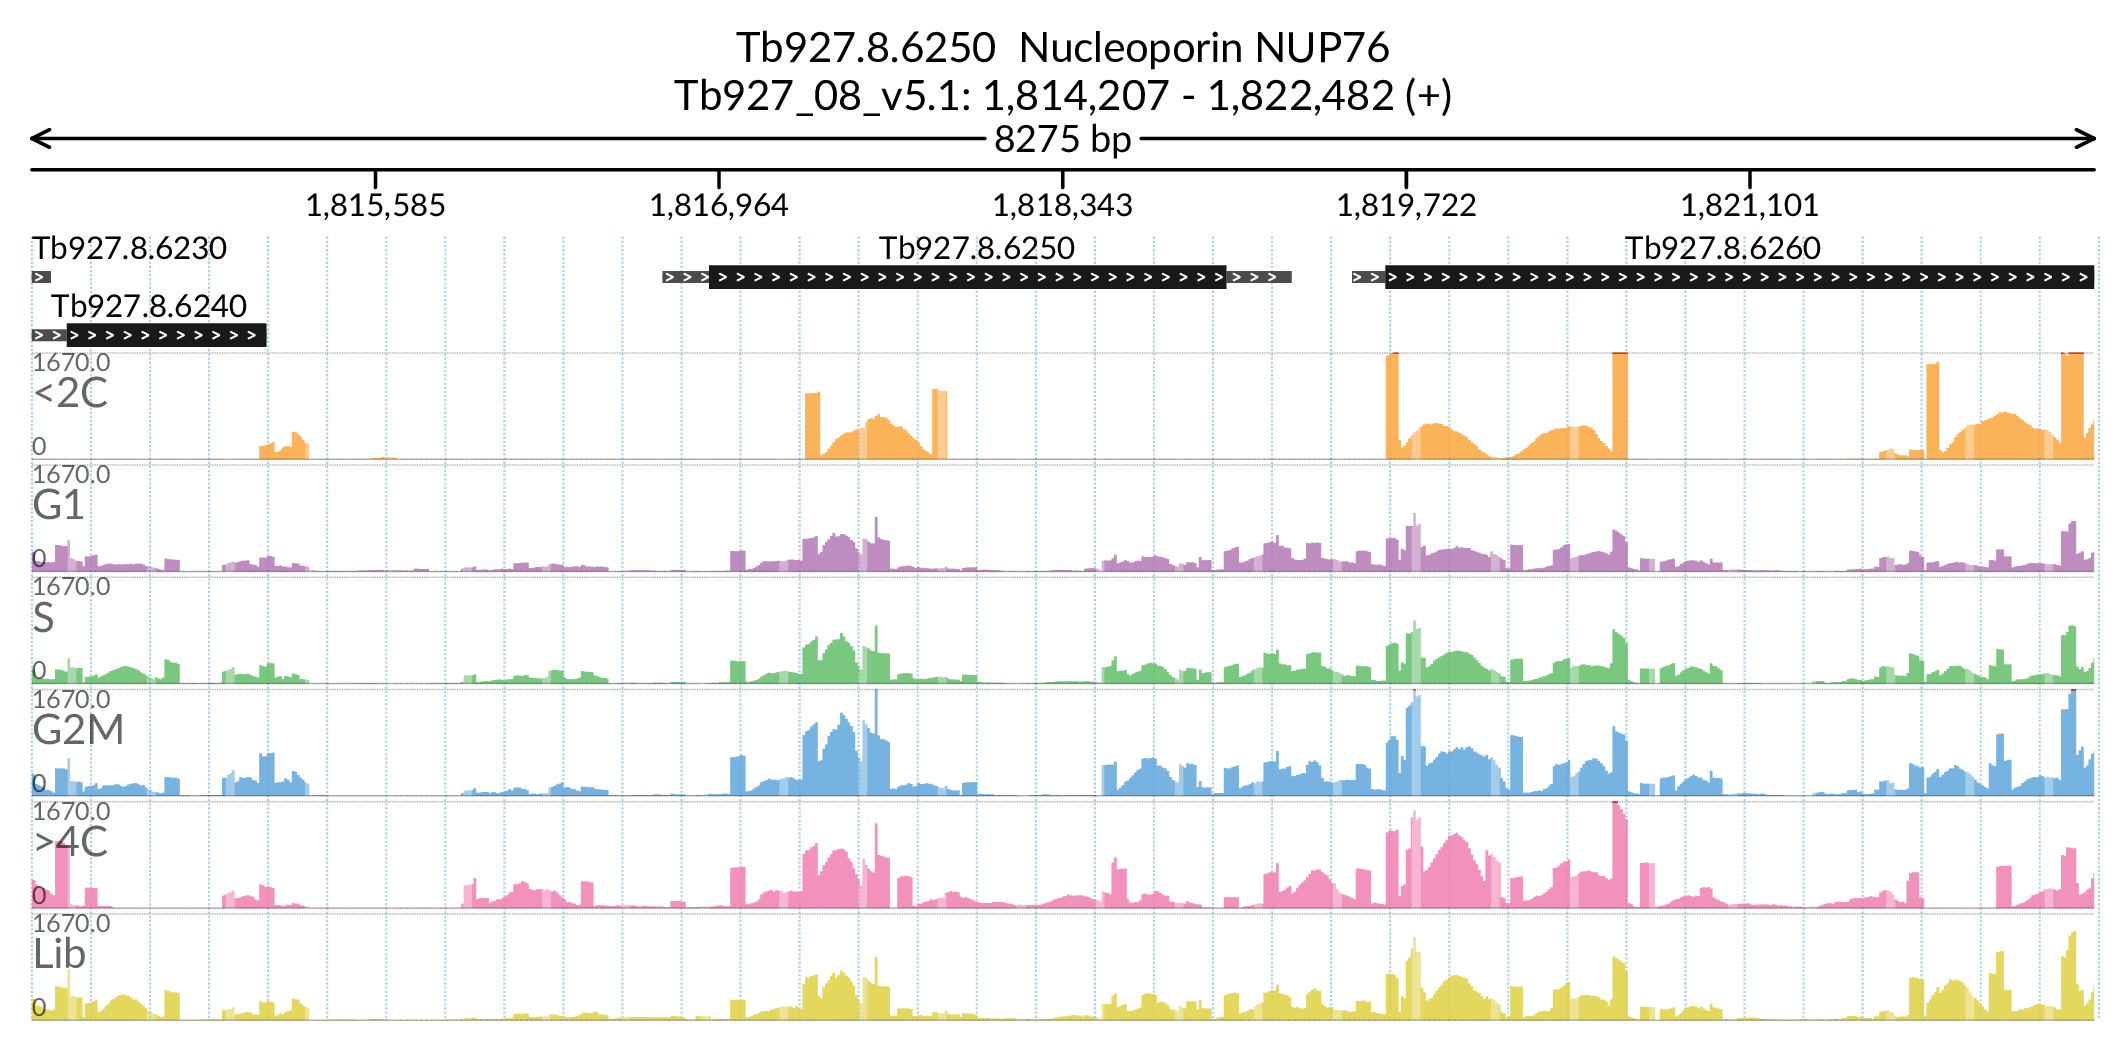 Tb927.8.6250  Nucleoporin NUP76
Tb927_08_v5.1: 1,814,207 - 1,822,482 (+)
8275 bp
1,815,585 1,816,964 1,818,343 1,819,722 1,821,101
Tb927.8.6230 Tb927.8.6250 Tb927.8.6260
Tb927.8.6240
1670.0
<2C
0
1670.0
G1
0
1670.0
S
0
1670.0
G2M
0
1670.0
>4C
0
1670.0
Lib
0